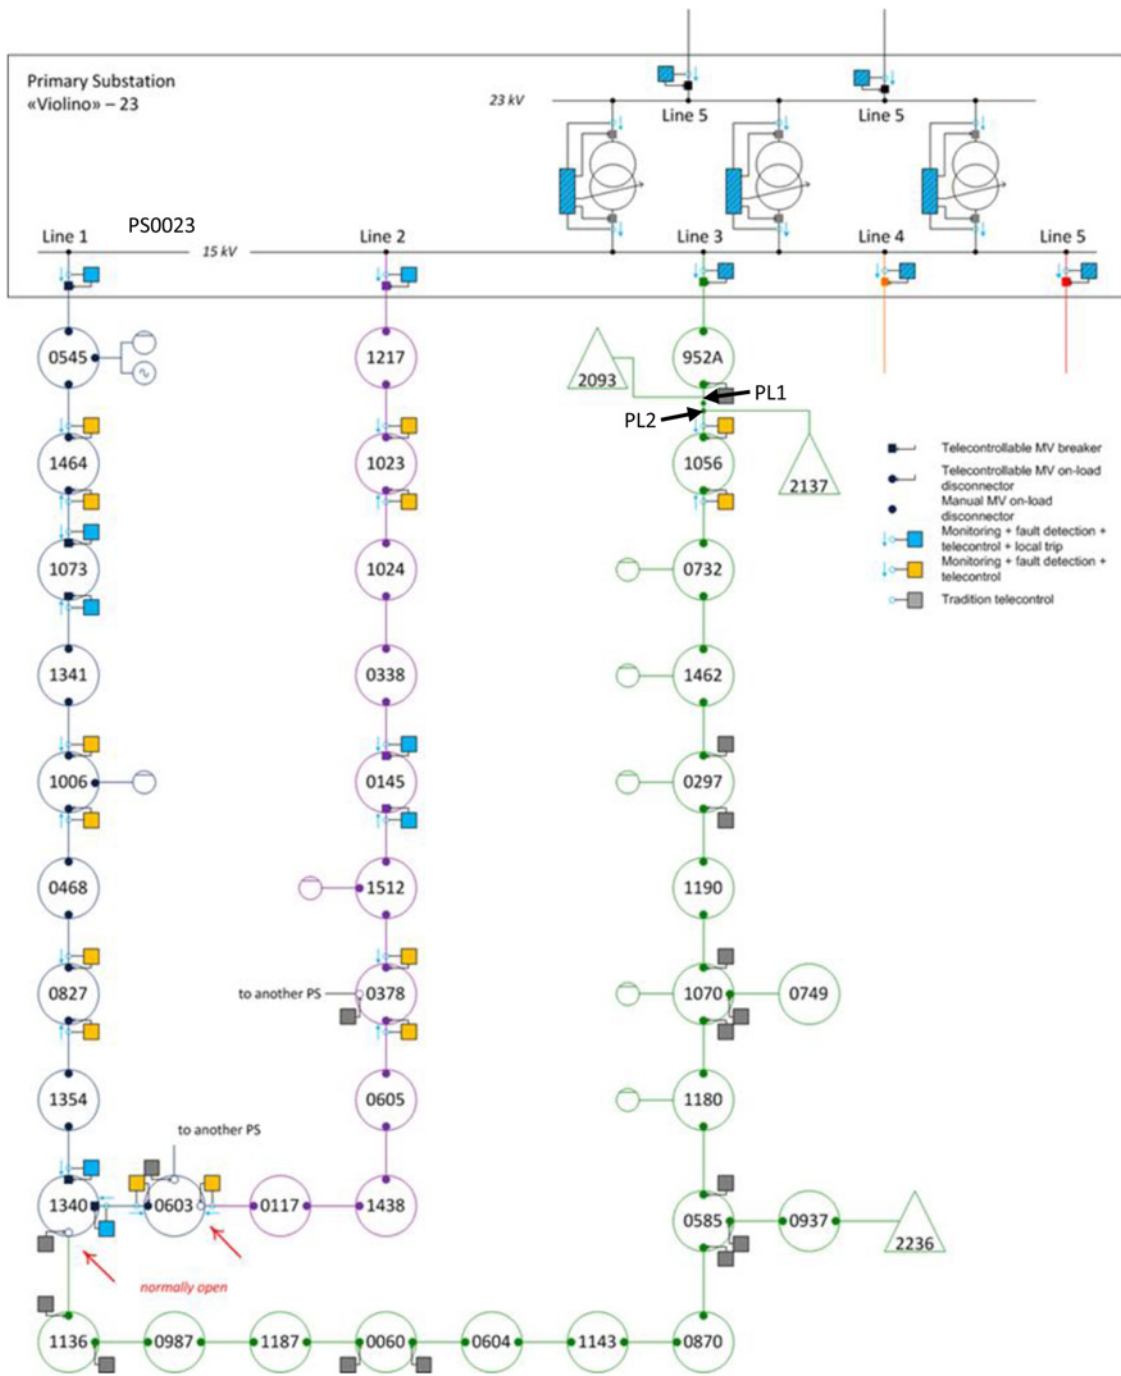 Primary Substation
«Violino» – 23
23 kV
Line 5
Line 5
PS0023
Line 1
15 kV
Line 2
Line 3
Line 4
Line 5
0545
1217
952A
2093
PL1
PL2
1464
1023
1056
2137
Telecontrollable MV breaker
Telecontrollable MV on-load
disconnector
Manual MV on-load
disconnector
Monitoring + fault detection +
telecontrol + local trip
Monitoring + fault detection +
telecontrol
Tradition telecontrol
1073
1024
0732
1341
0338
1462
1006
0145
0297
0468
1512
1190
0827
to another PS
0378
1070
0749
1354
0605
1180
to another PS
1340
0603
0117
1438
0585
0937
2236
normally open
1136
0987
1187
0060
0604
1143
0870